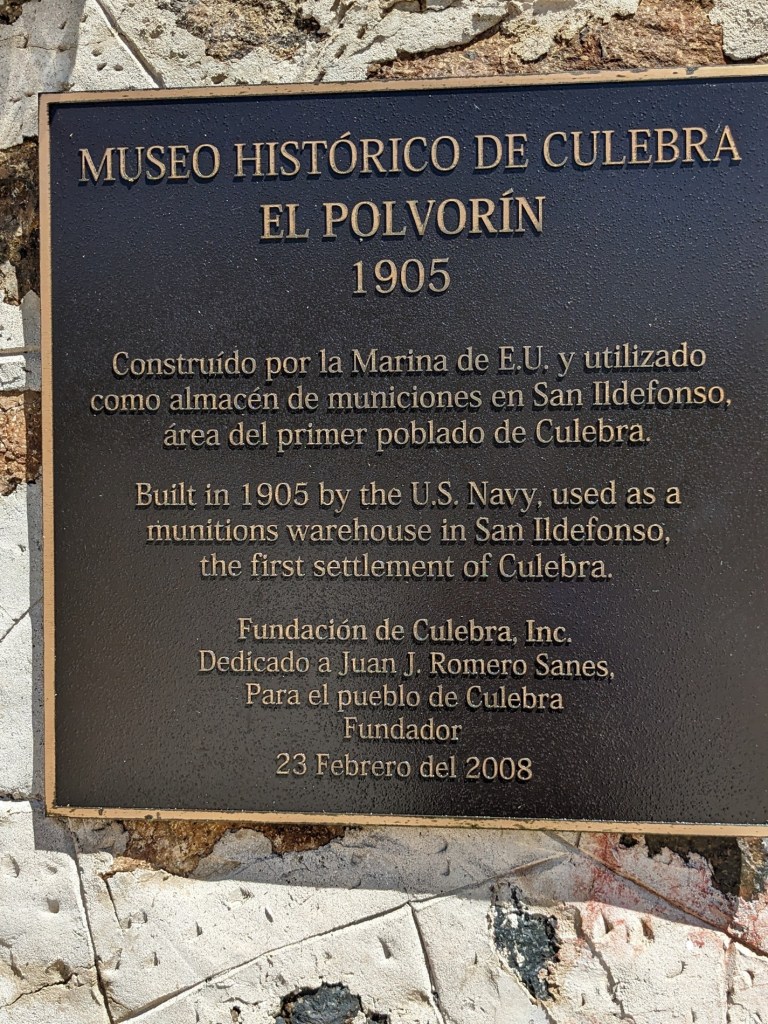 MUSEO HISTÓRICO DE CULEBRA
EL POLVORÍN
1905
Construído por la Marina de E.U. y utilizado
como almacén de municiones en San Ildefonso,
área del primer poblado de Culebra.
Built in 1905 by the U.S. Navy, used as a
munitions warehouse in San Ildefonso,
the first settlement of Culebra.
Fundación de Culebra, Inc.
Dedicado a Juan J. Romero Sanes,
Para el pueblo de Culebra
Fundador
23 Febrero del 2008